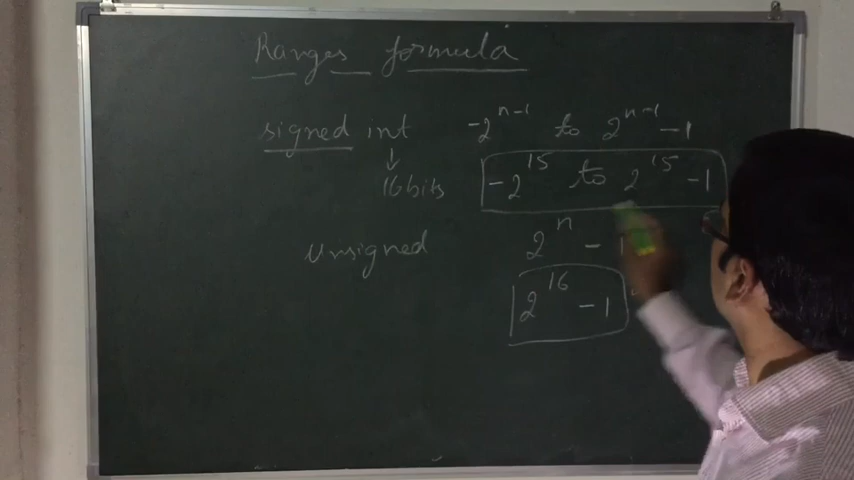 Ranges formula
signed int -2^n-1 to 2^n-1 -1
↓
16 bits -2^15 to 2^15 -1
Unsigned 2^n - 1
2^16 -1